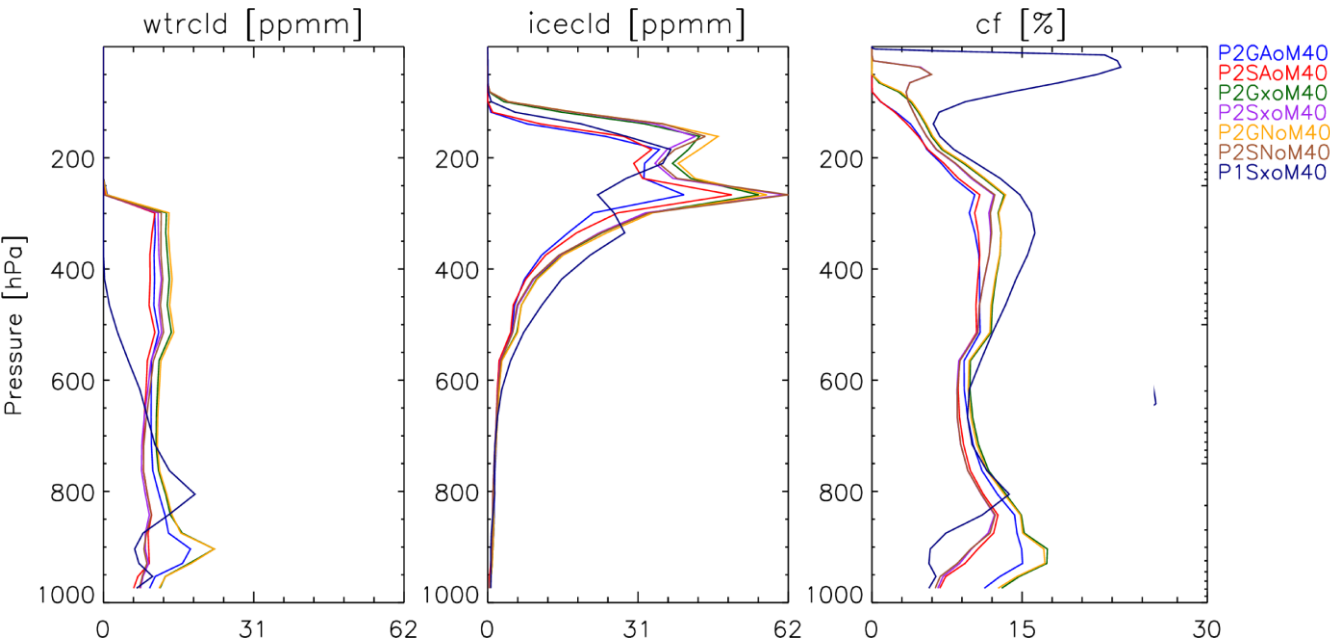 wtrcld [ppmm]
icecld [ppmm]
cf [%]
P2GAoM40
P2SAoM40
P2GxoM40
P2SxoM40
P2GNoM40
P2SNoM40
P1SxoM40
Pressure [hPa]
200
400
600
800
1000
0
31
62
200
400
600
800
1000
0
31
62
200
400
600
800
1000
0
15
30